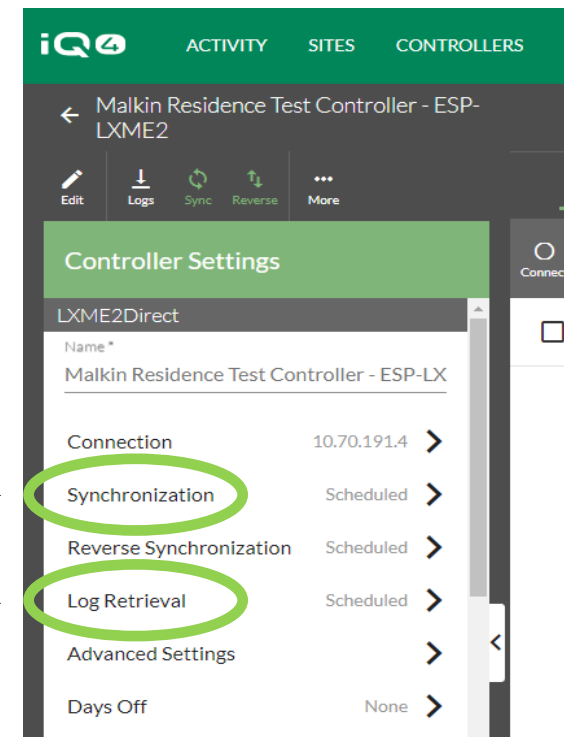 iQ4 ACTIVITY SITES CONTROLLERS
Malkin Residence Test Controller - ESP-
LXME2
Edit Logs Sync Reverse More
Controller Settings
Connec
LXME2Direct
Name*
Malkin Residence Test Controller - ESP-LX
Connection 10.70.191.4
Synchronization Scheduled
Reverse Synchronization Scheduled
Log Retrieval Scheduled
Advanced Settings
Days Off None